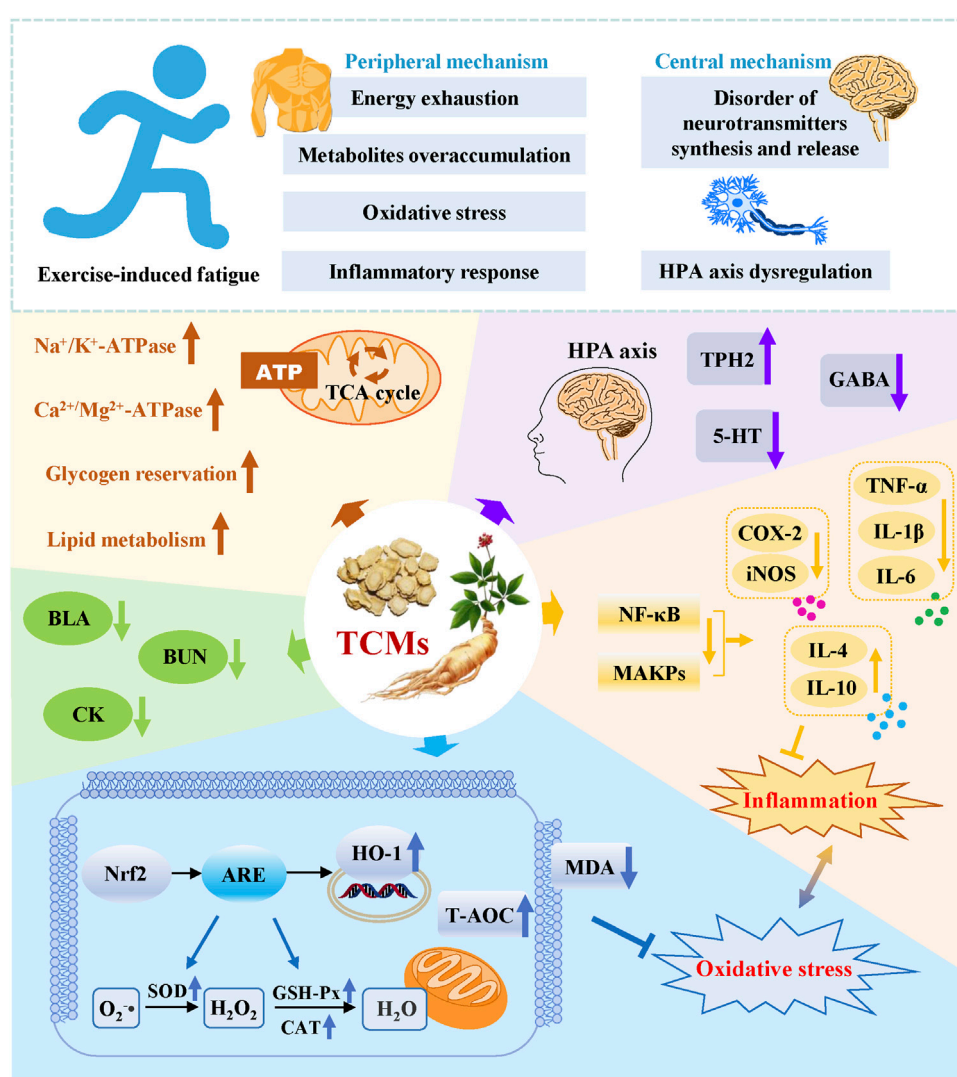 Peripheral mechanism
Energy exhaustion
Metabolites overaccumulation
Oxidative stress
Inflammatory response
Exercise-induced fatigue
Central mechanism
Disorder of
neurotransmitters
synthesis and release
HPA axis dysregulation
Na⁺/K⁺-ATPase
Ca²⁺/Mg²⁺-ATPase
Glycogen reservation
Lipid metabolism
ATP
TCA cycle
HPA axis
TPH2
GABA
5-HT
TNF-α
IL-1β
IL-6
COX-2
iNOS
NF-κB
MAKPs
IL-4
IL-10
Inflammation
TCMs
BLA
BUN
CK
Nrf2
ARE
HO-1
T-AOC
MDA
O₂⁻•
SOD
H₂O₂
GSH-Px
CAT
H₂O
Oxidative stress